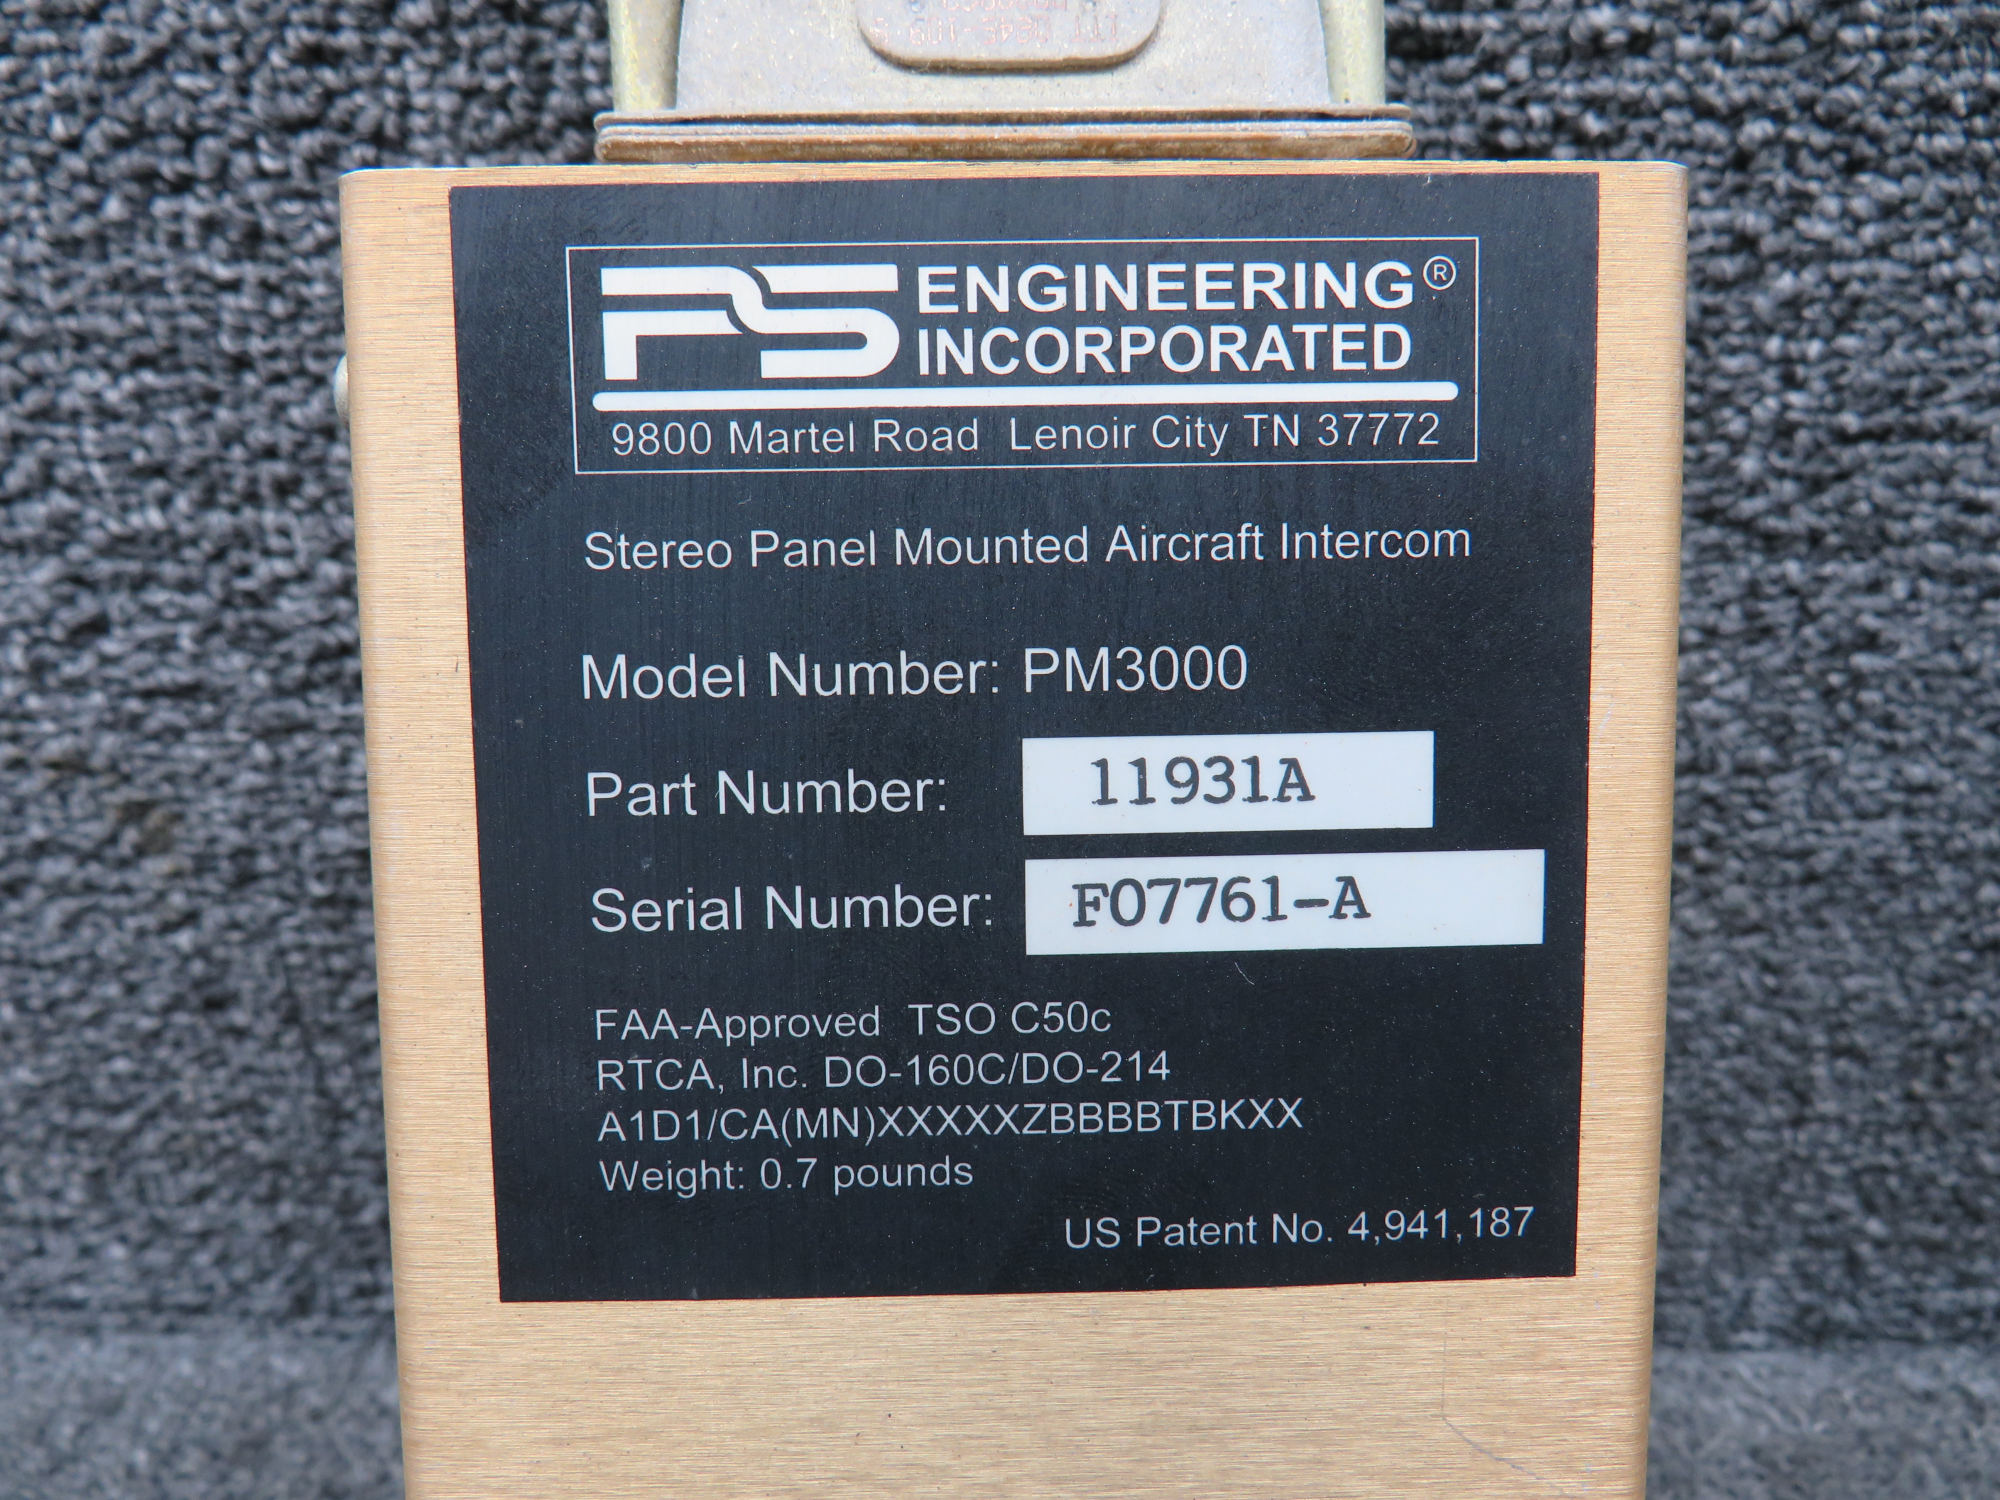 PS ENGINEERING®
INCORPORATED
9800 Martel Road Lenoir City TN 37772
Stereo Panel Mounted Aircraft Intercom
Model Number: PM3000
Part Number: 11931A
Serial Number: F07761-A
FAA-Approved TSO C50c
RTCA, Inc. DO-160C/DO-214
A1D1/CA(MN)XXXXXZBBBBTBKXX
Weight: 0.7 pounds
US Patent No. 4,941,187